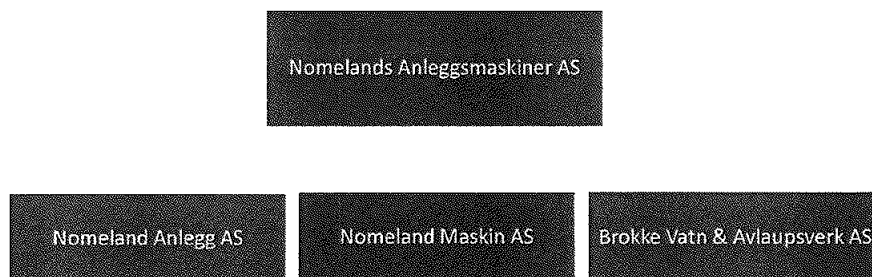 Nomelands Anleggsmaskiner AS
Nomeland Anlegg AS
Nomeland Maskin AS
Brokke Vatn & Avlaupsverk AS